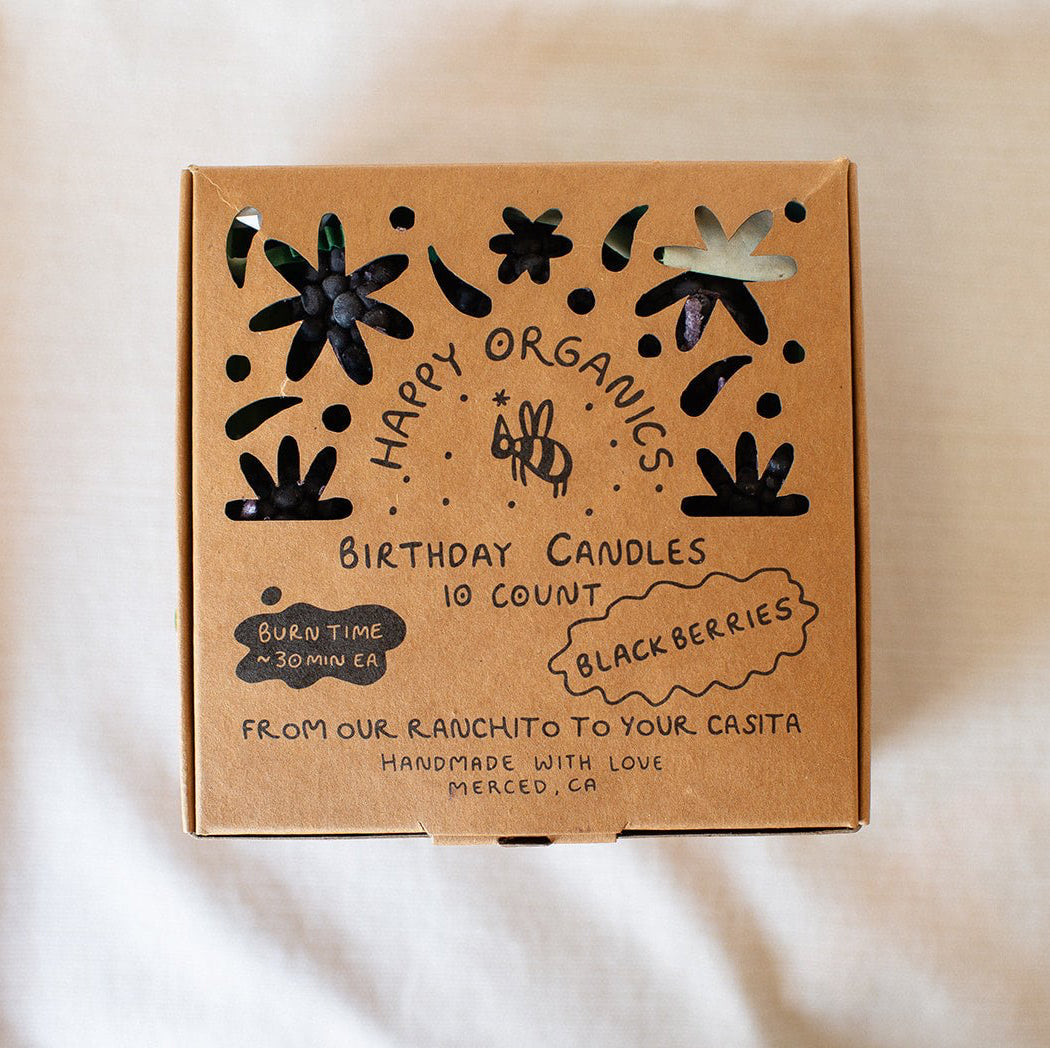 HAPPY ORGANICS
BIRTHDAY CANDLES
10 COUNT
BURN TIME
~30 MIN EA
BLACKBERRIES
FROM OUR RANCHITO TO YOUR CASITA
HANDMADE WITH LOVE
MERCED, CA